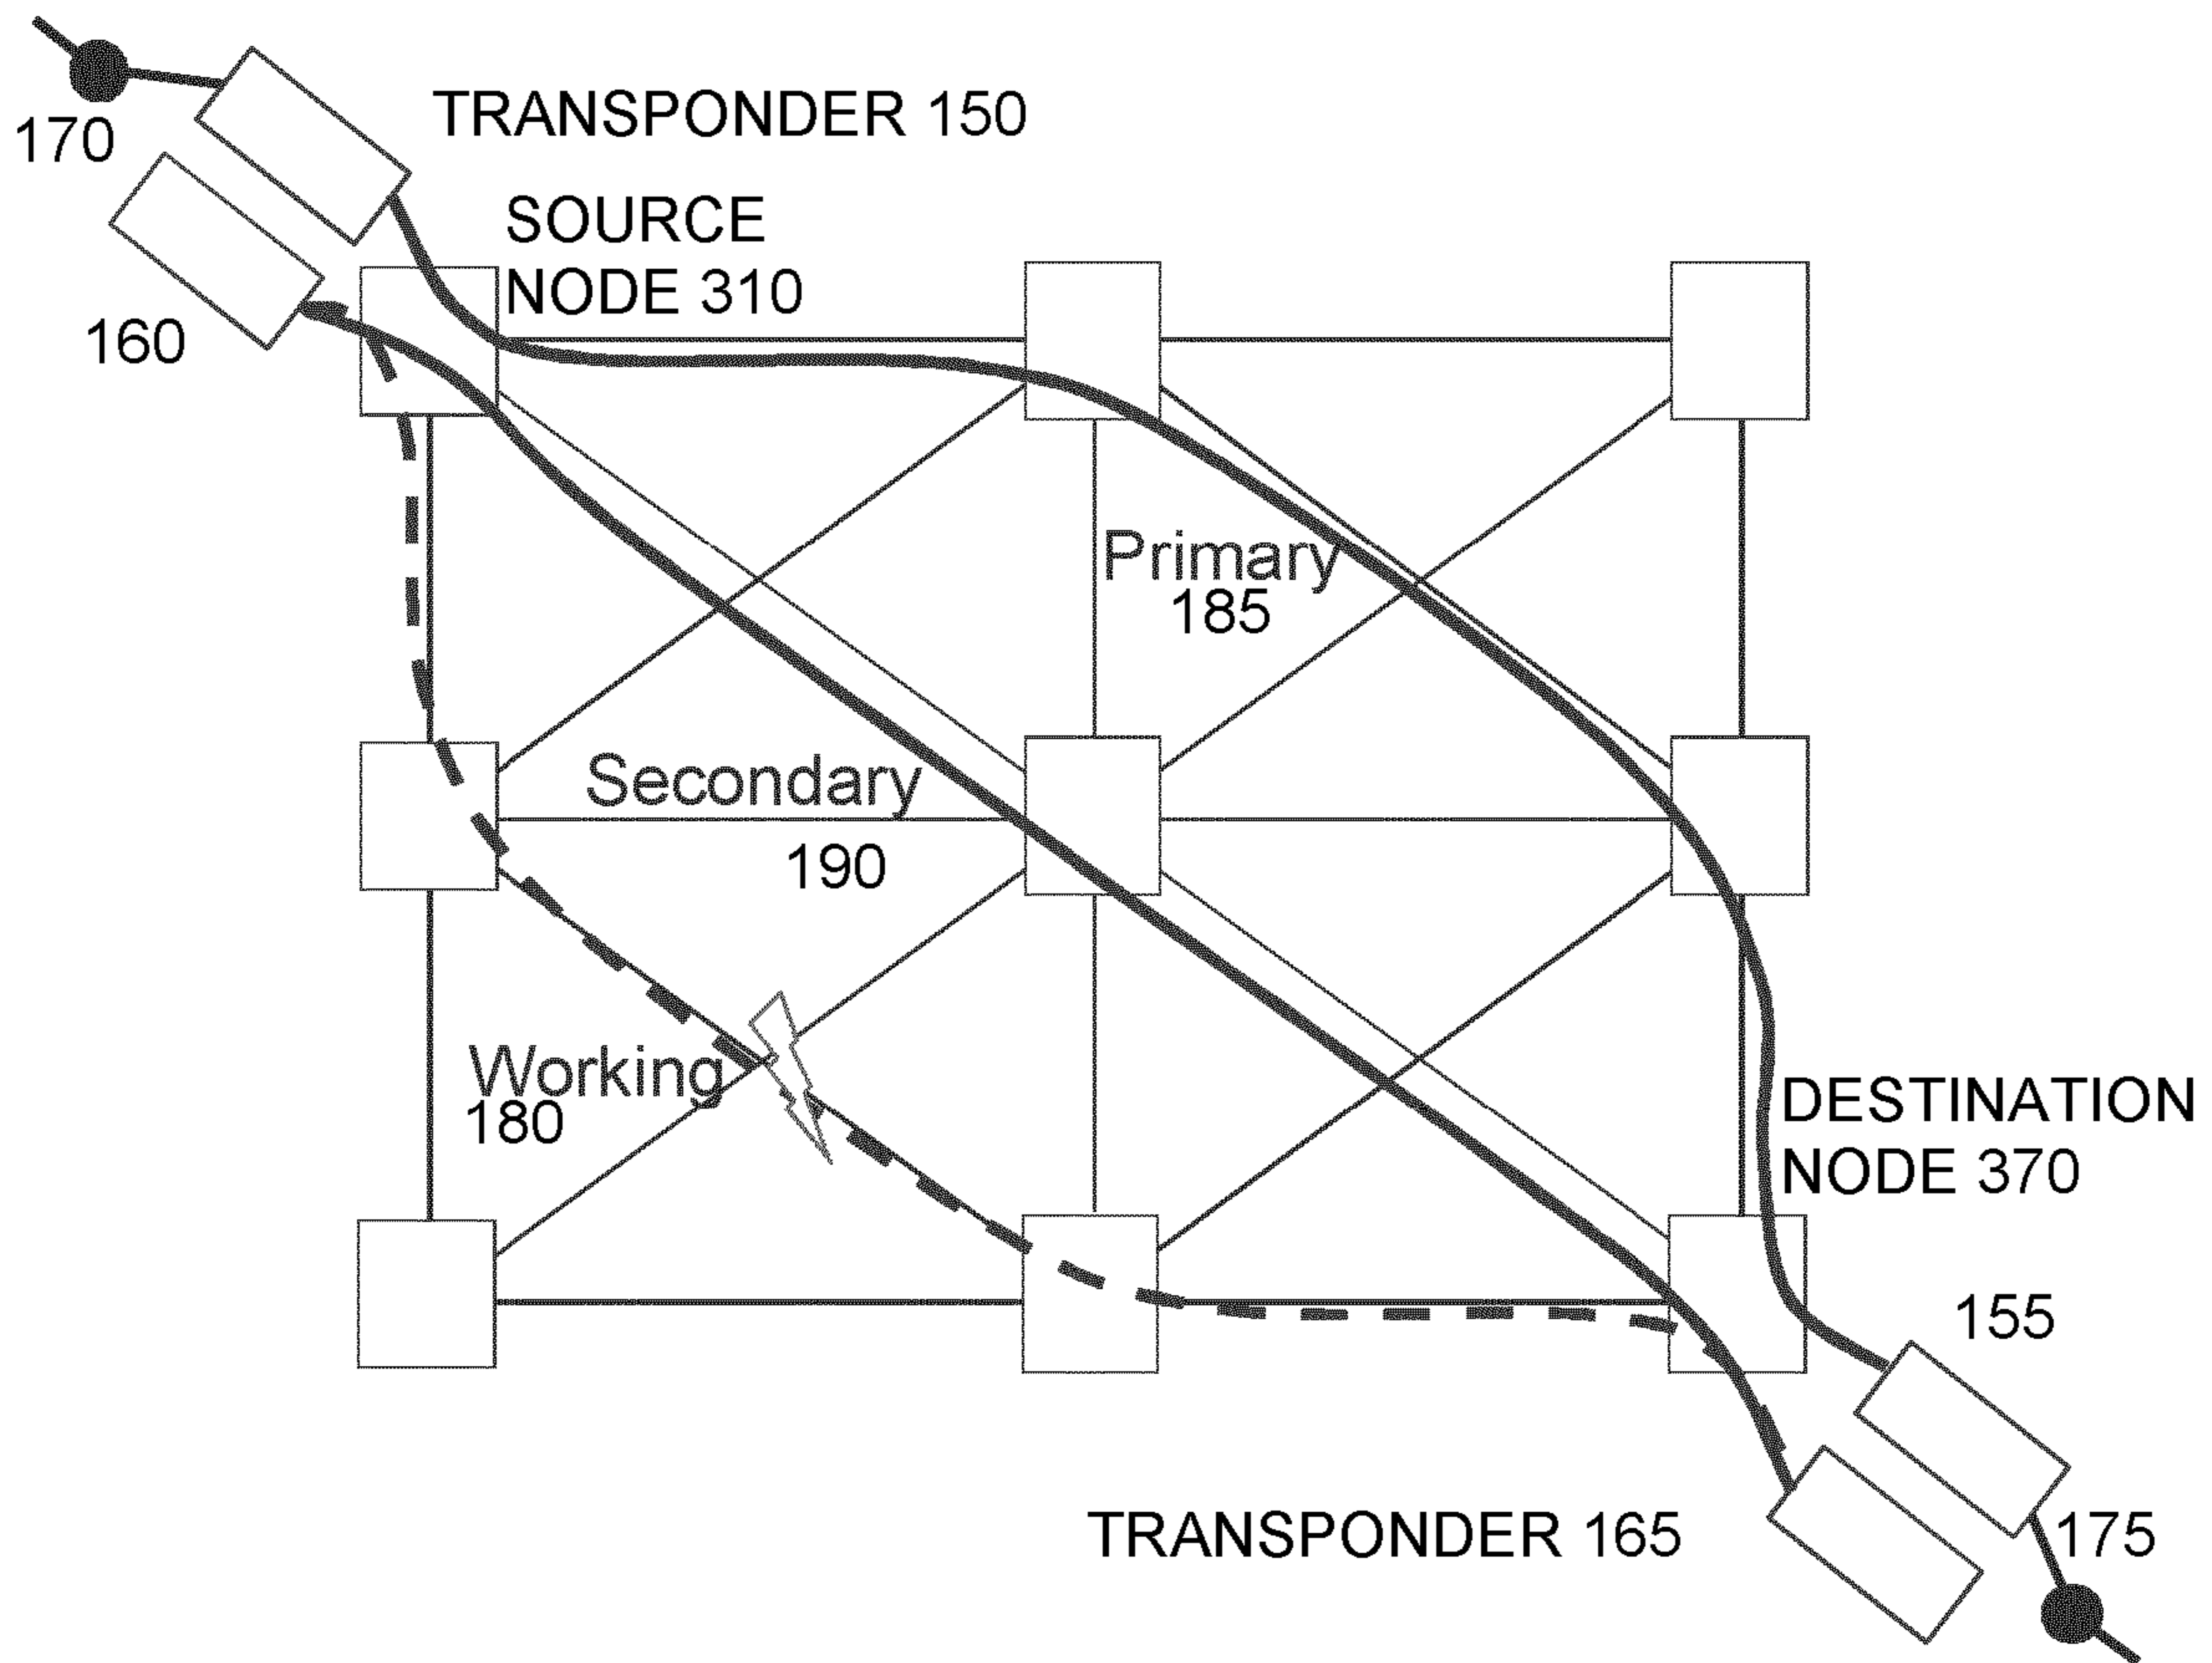 TRANSPONDER 150
170
SOURCE
NODE 310
160
Primary
185
Secondary
190
Working
180
DESTINATION
NODE 370
155
TRANSPONDER 165
175